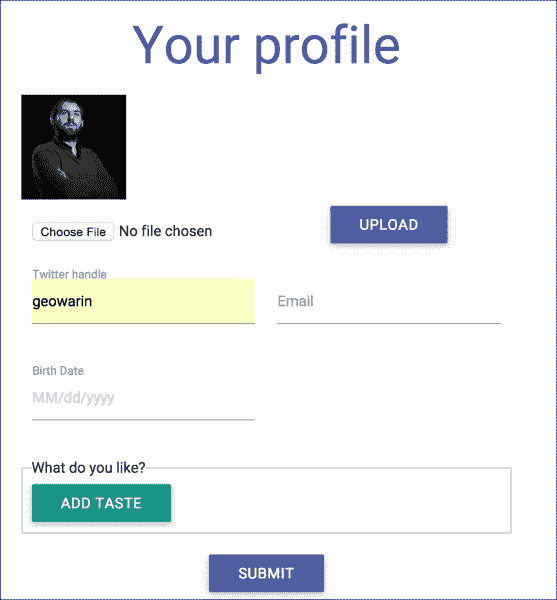 Your profile
Choose File No file chosen
UPLOAD
Twitter handle
geowarin
Email
Birth Date
MM/dd/yyyy
What do you like?
ADD TASTE
SUBMIT